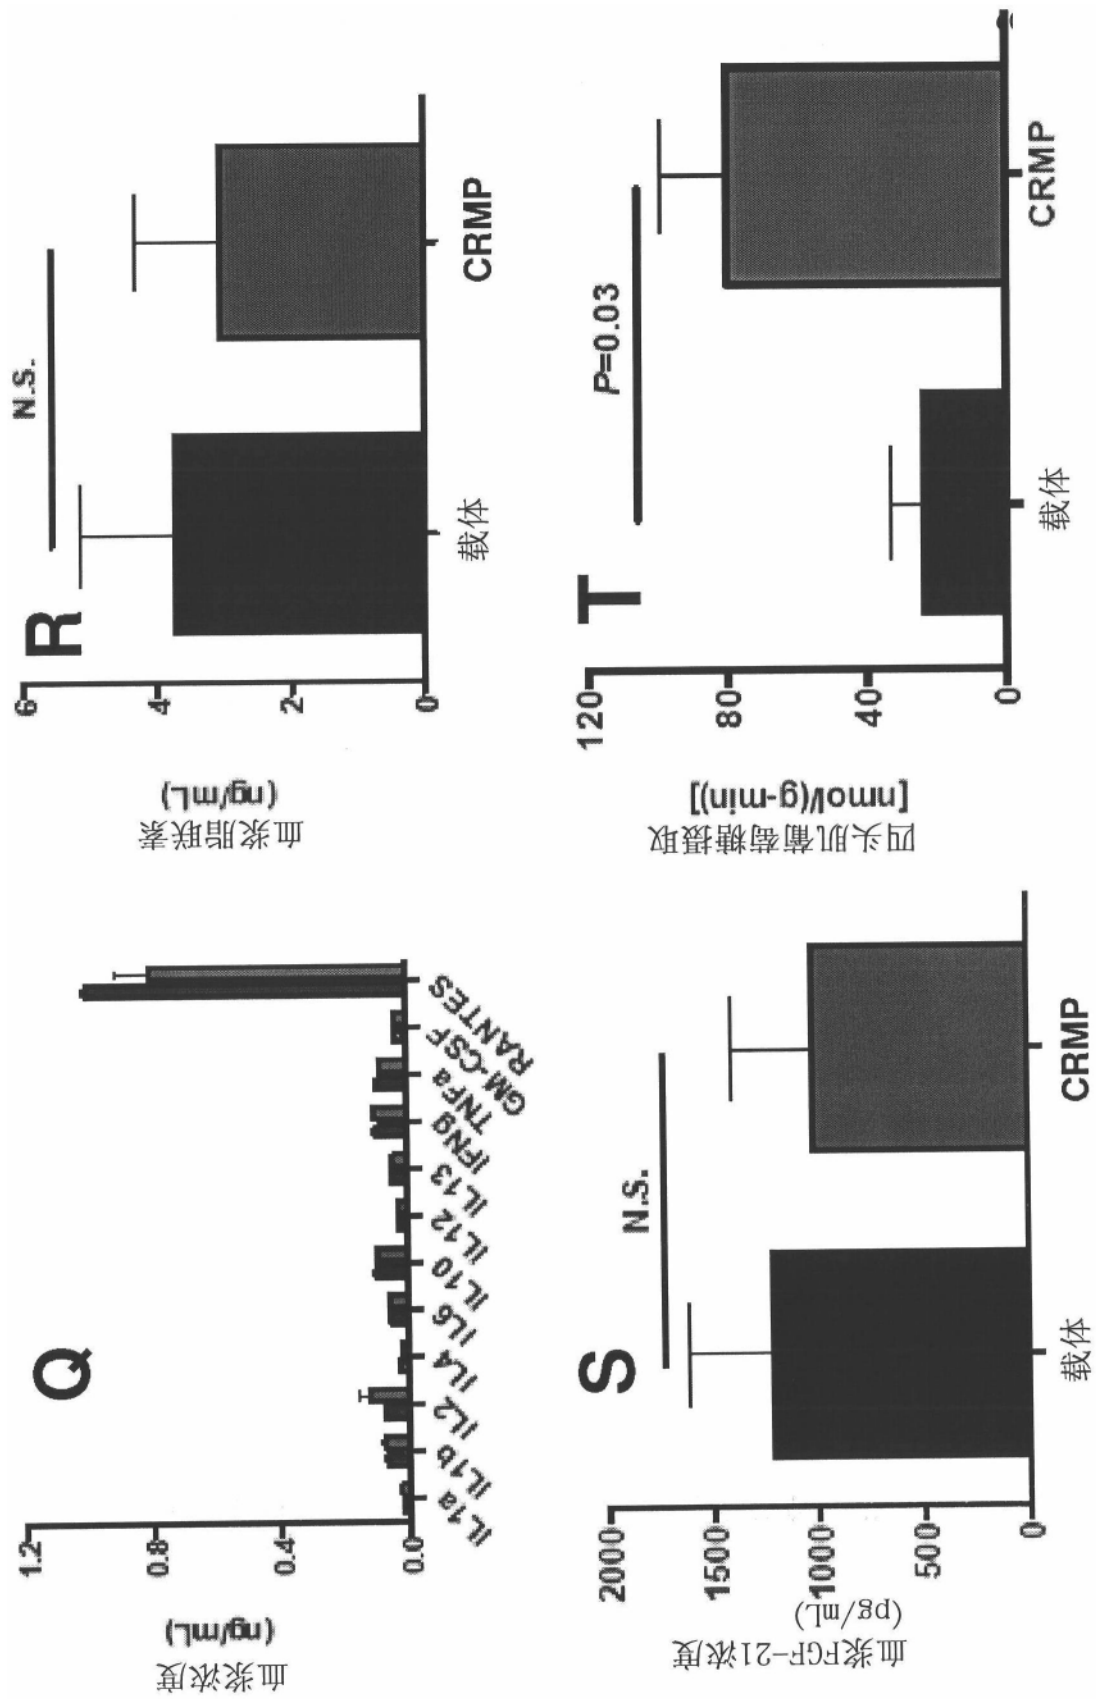 Q
血浆浓度
(ng/mL)
1.2
0.8
0.4
0.0
IL1a
IL1b
IL2
IL4
IL6
IL10
IL12
IL13
IFNg
TNFa
GM-CSF
RANTES
R
血浆脂联素
(ng/mL)
6
4
2
0
N.S.
载体
CRMP
S
血浆FGF-21浓度
(pg/mL)
2000
1500
1000
500
0
N.S.
载体
CRMP
T
四头肌葡萄糖摄取
[nmol/(g-min)]
120
80
40
0
P=0.03
载体
CRMP